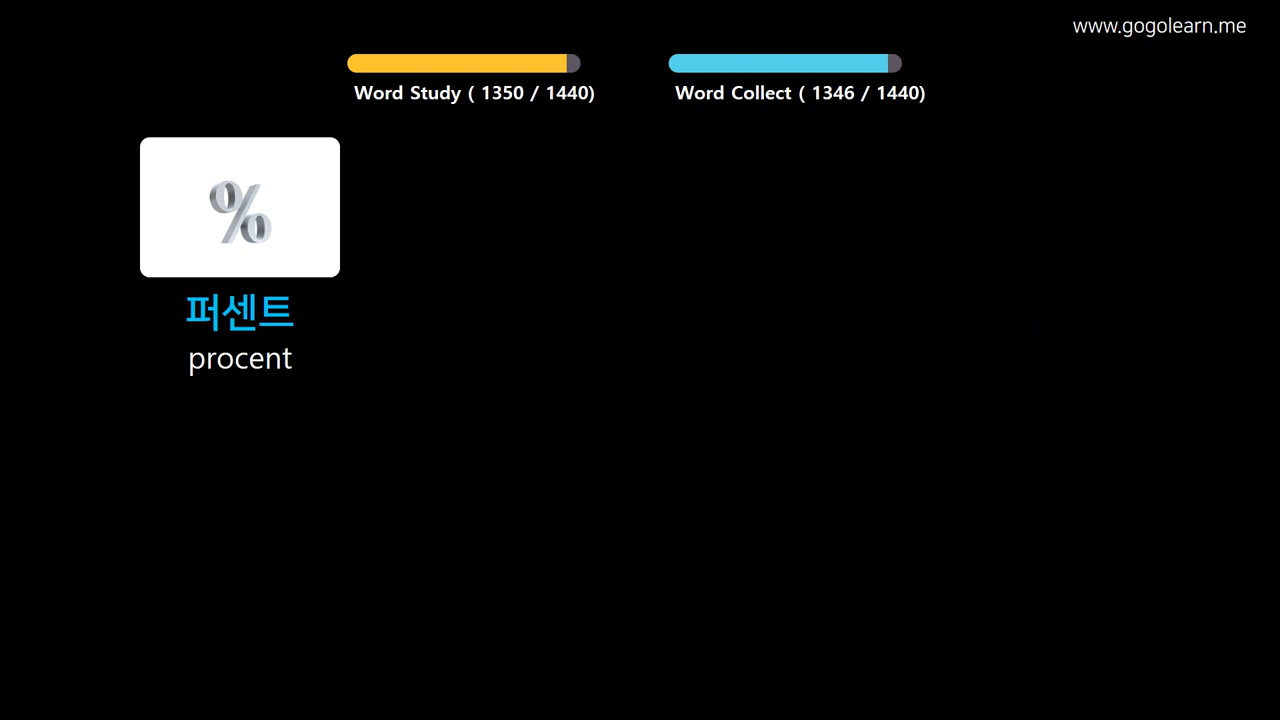 www.gogolearn.me
Word Study ( 1350 / 1440)
Word Collect ( 1346 / 1440)
%
퍼센트
procent